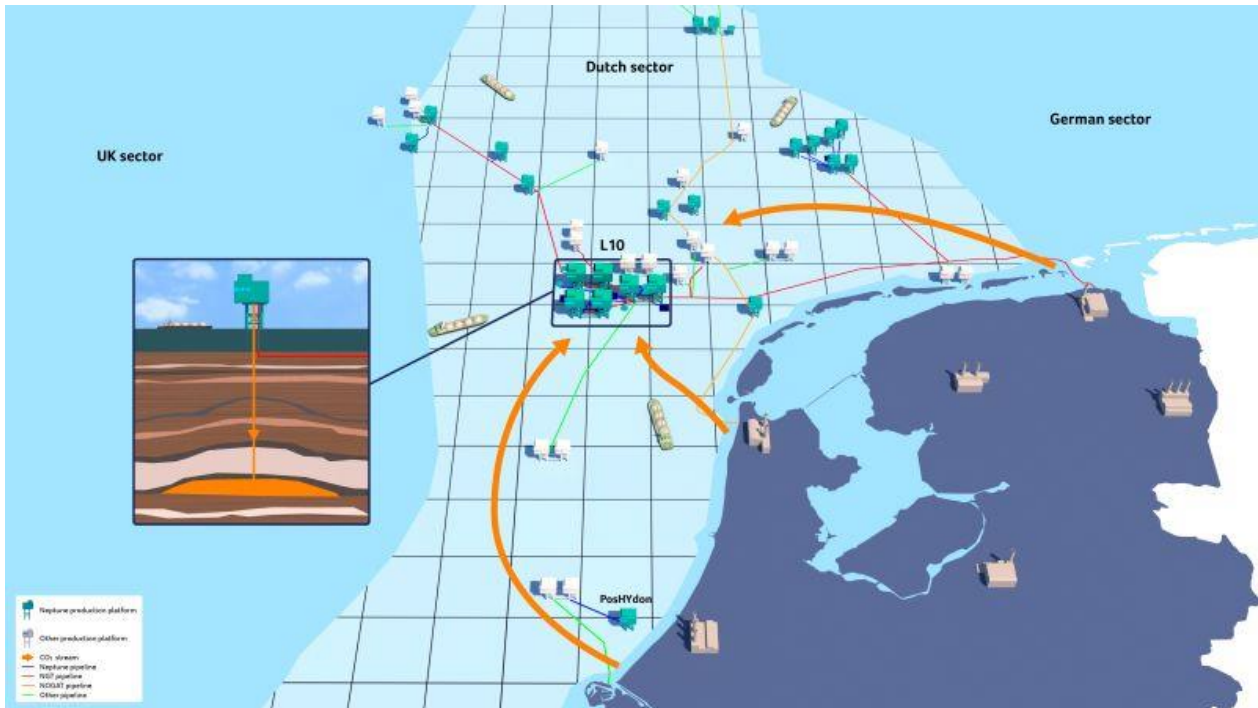 Dutch sector
German sector
UK sector
L10
PosHYdon
Neptune production platform
Other production platform
CO₂ stream
Neptune pipeline
NGT pipeline
NOGAT pipeline
Other pipeline